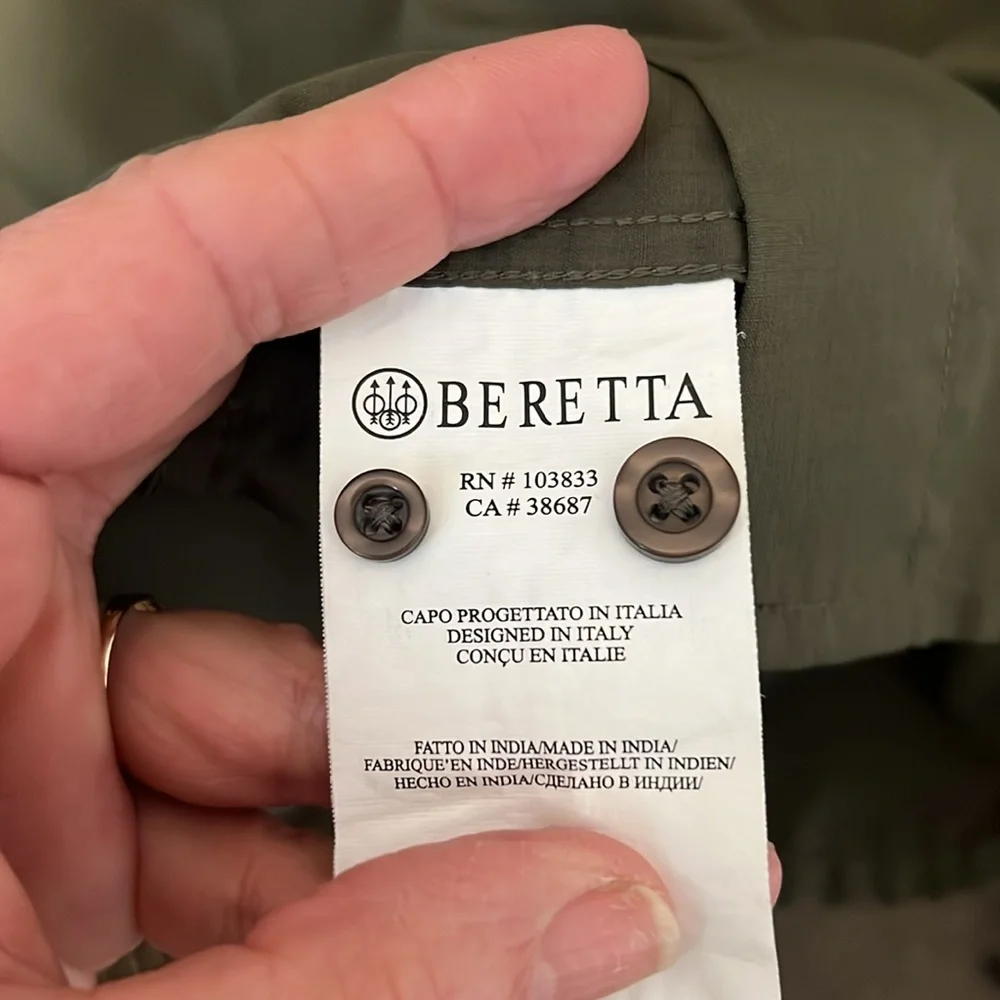 BERETTA
RN # 103833
CA # 38687
CAPO PROGETTATO IN ITALIA
DESIGNED IN ITALY
CONÇU EN ITALIE
FATTO IN INDIA/MADE IN INDIA/
FABRIQUE'EN INDE/HERGESTELLT IN INDIEN/
HECHO EN INDIA/СДЕЛАНО В ИНДИИ/